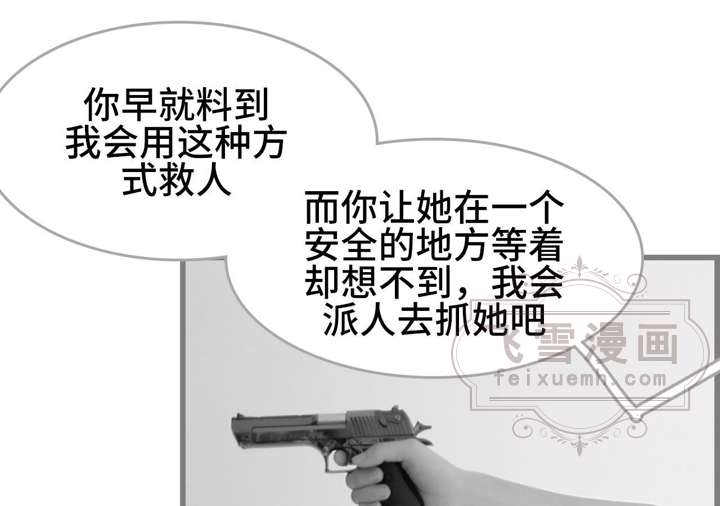 你早就料到
我会用这种方
式救人
而你让她在一个
安全的地方等着
却想不到，我会
派人去抓她吧
飞雪漫画
feixuemh.com